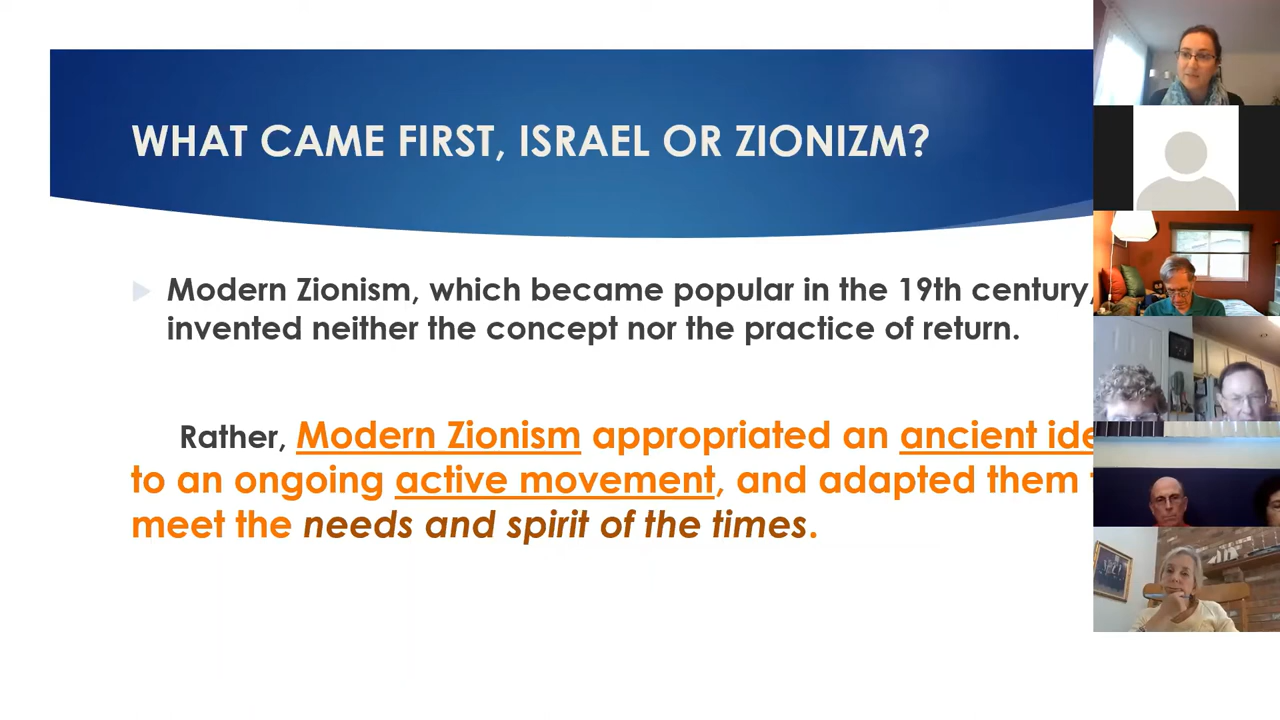 WHAT CAME FIRST, ISRAEL OR ZIONIZM?
Modern Zionism, which became popular in the 19th century,
invented neither the concept nor the practice of return.
Rather, Modern Zionism appropriated an ancient
to an ongoing active movement, and adapted them
meet the needs and spirit of the times.